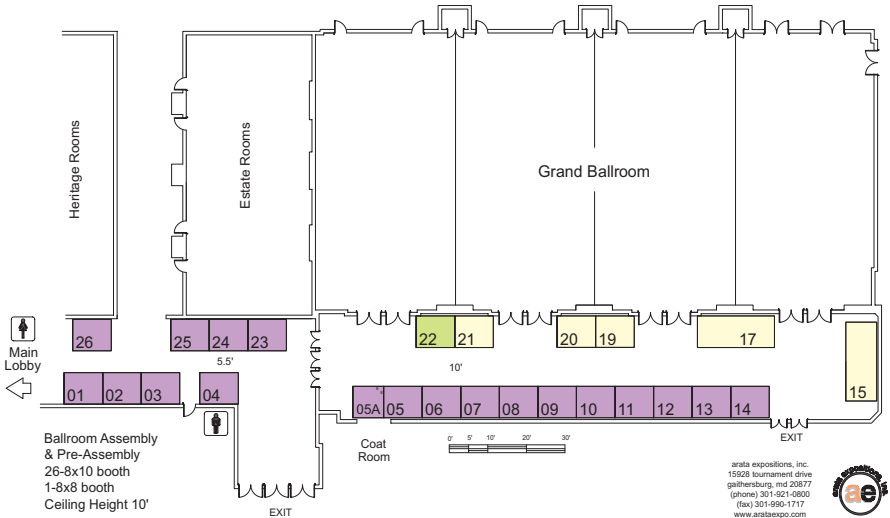 Heritage Rooms
Estate Rooms
Grand Ballroom
Main
Lobby
26
25
24
23
22
21
20
19
17
15
5.5'
10'
01
02
03
04
05A
05
06
07
08
09
10
11
12
13
14
Coat
Room
0'
5'
10'
20'
30'
EXIT
EXIT
Ballroom Assembly
& Pre-Assembly
26-8x10 booth
1-8x8 booth
Ceiling Height 10'
arata expositions, inc.
15928 tournament drive
gaithersburg, md 20877
(phone) 301-921-0800
(fax) 301-990-1717
www.arataexpo.com
arata expositions, inc.
ae